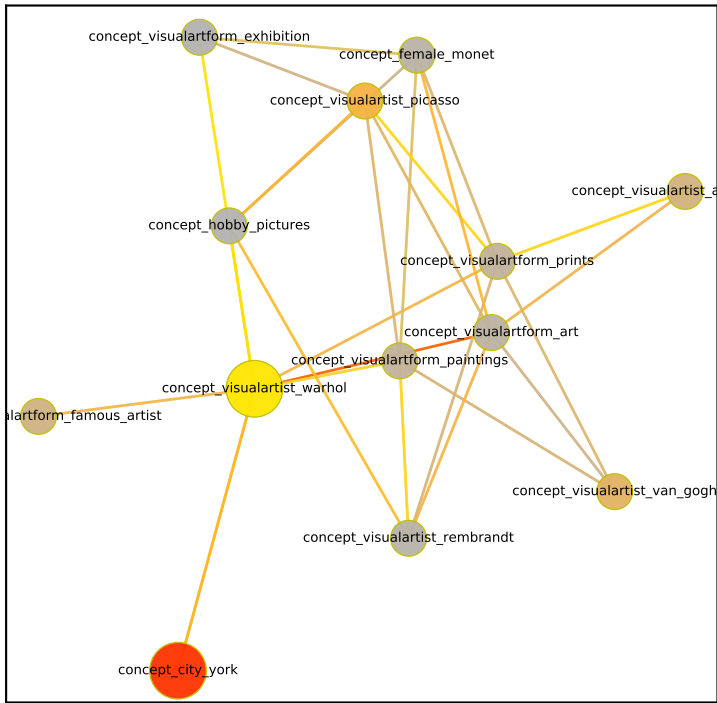 concept_visualartform_exhibition
concept_female_monet
concept_visualartist_picasso
concept_visualartist_a
concept_hobby_pictures
concept_visualartform_prints
concept_visualartform_art
concept_visualartform_paintings
concept_visualartist_warhol
alartform_famous_artist
concept_visualartist_van_gogh
concept_visualartist_rembrandt
concept_city_york